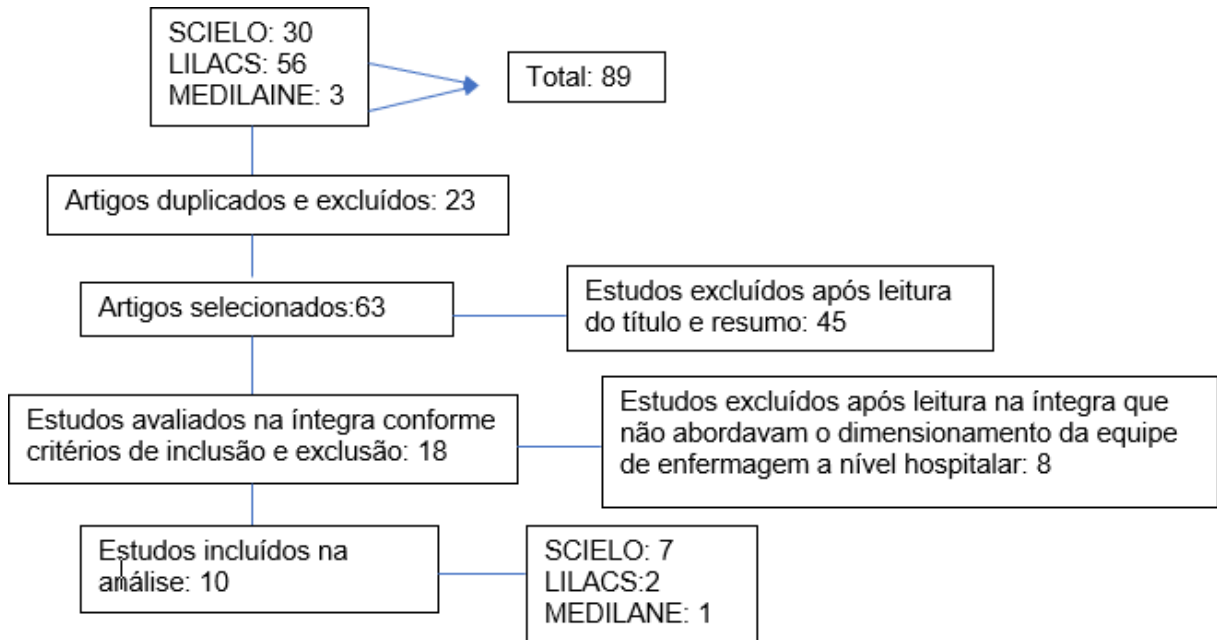 SCIELO: 30
LILACS: 56
MEDILAINE: 3
Total: 89
Artigos duplicados e excluídos: 23
Artigos selecionados:63
Estudos excluídos após leitura
do título e resumo: 45
Estudos avaliados na íntegra conforme
critérios de inclusão e exclusão: 18
Estudos excluídos após leitura na íntegra que
não abordavam o dimensionamento da equipe
de enfermagem a nível hospitalar: 8
Estudos incluídos na
análise: 10
SCIELO: 7
LILACS:2
MEDILANE: 1